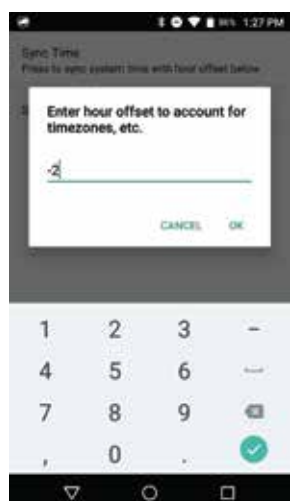 1:27 PM
Sync Time
Press to sync system time with hour offset below
Enter hour offset to account for
timezones, etc.
-2
CANCEL OK
1 2 3 -
4 5 6
7 8 9
, 0 .